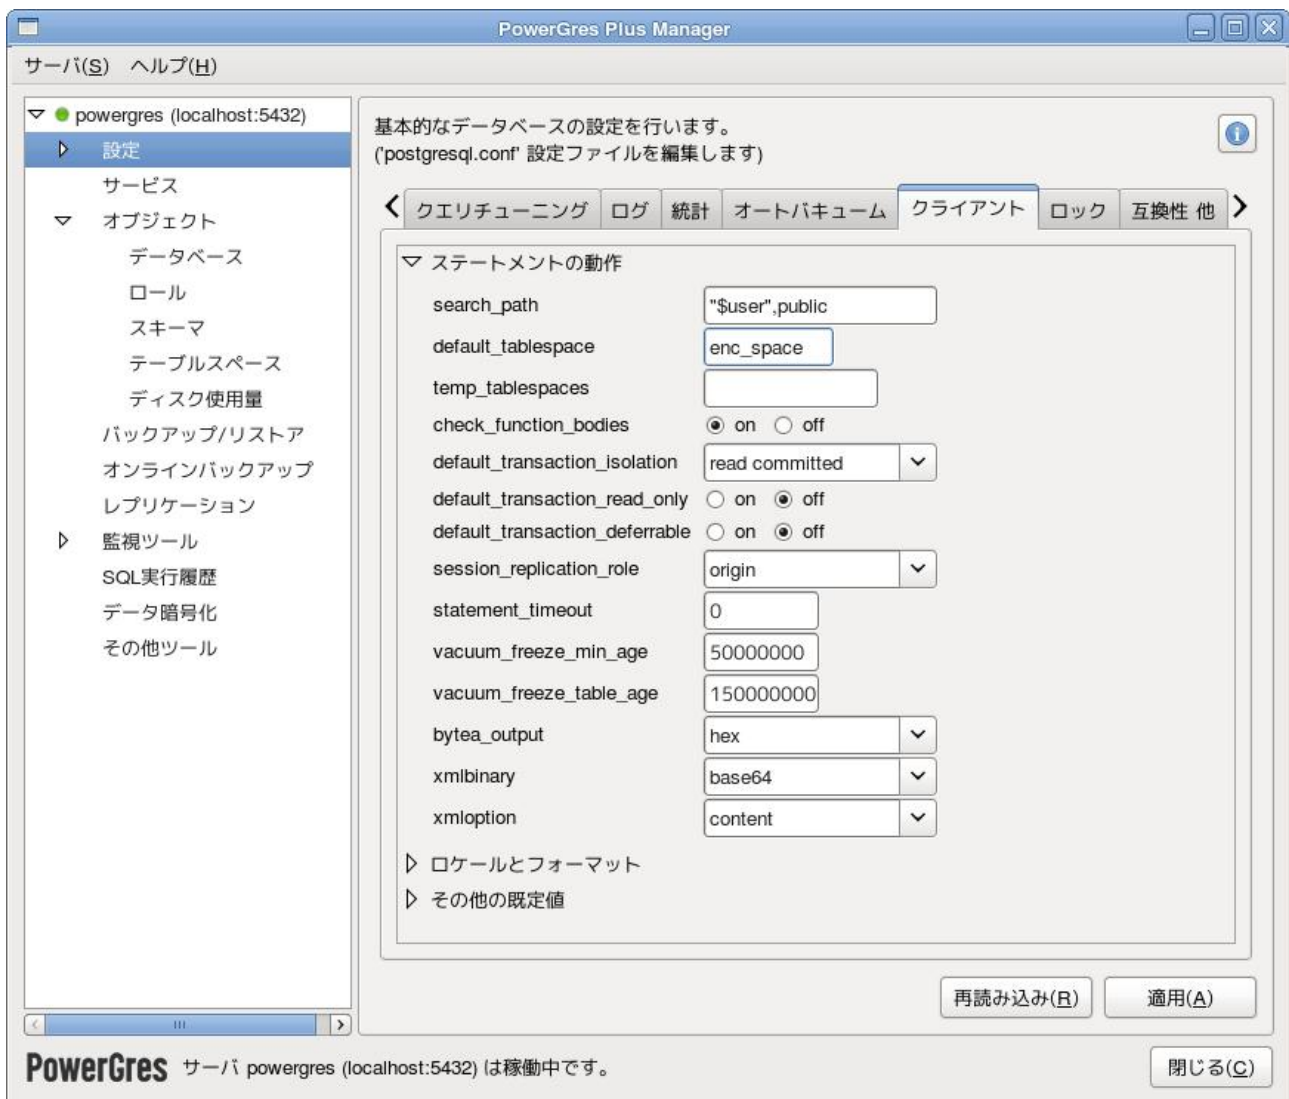 PowerGres Plus Manager
サーバ(S) ヘルプ(H)
powergres (localhost:5432)
設定
サービス
オブジェクト
データベース
ロール
スキーマ
テーブルスペース
ディスク使用量
バックアップ/リストア
オンラインバックアップ
レプリケーション
監視ツール
SQL実行履歴
データ暗号化
その他ツール
基本的なデータベースの設定を行います。
('postgresql.conf' 設定ファイルを編集します)
クエリチューニング ログ 統計 オートバキューム クライアント ロック 互換性 他
ステートメントの動作
search_path "$user",public
default_tablespace enc_space
temp_tablespaces
check_function_bodies on off
default_transaction_isolation read committed
default_transaction_read_only on off
default_transaction_deferrable on off
session_replication_role origin
statement_timeout 0
vacuum_freeze_min_age 50000000
vacuum_freeze_table_age 150000000
bytea_output hex
xmlbinary base64
xmloption content
ロケールとフォーマット
その他の既定値
再読み込み(R) 適用(A)
PowerGres サーバ powergres (localhost:5432) は稼働中です。 閉じる(C)